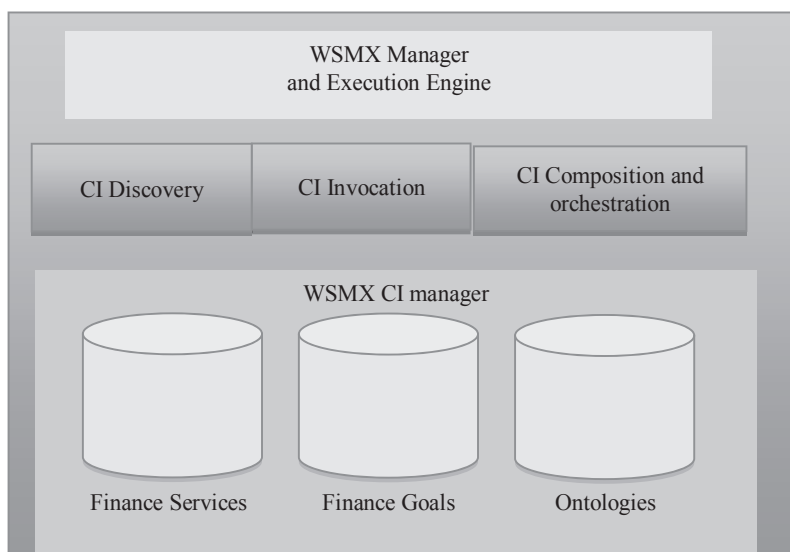 WSMX Manager
and Execution Engine
CI Discovery
CI Invocation
CI Composition and
orchestration
WSMX CI manager
Finance Services
Finance Goals
Ontologies